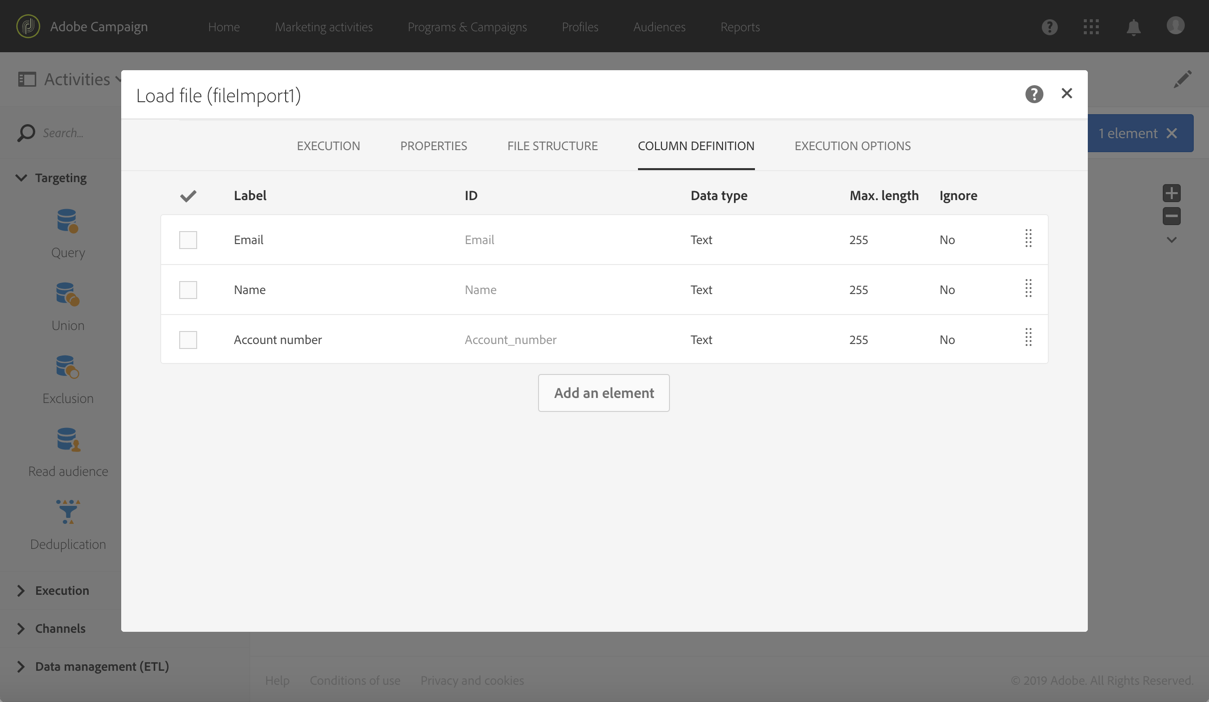 Adobe Campaign Home Marketing activities Programs & Campaigns Profiles Audiences Reports ?
Activities
Load file (fileImport1) ?
Search...
1 element
EXECUTION PROPERTIES FILE STRUCTURE COLUMN DEFINITION EXECUTION OPTIONS
Targeting
Label ID Data type Max. length Ignore
Email Email Text 255 No
Query
Name Name Text 255 No
Union
Account number Account_number Text 255 No
Add an element
Exclusion
Read audience
Deduplication
Execution
Channels
Data management (ETL)
Help Conditions of use Privacy and cookies © 2019 Adobe. All Rights Reserved.